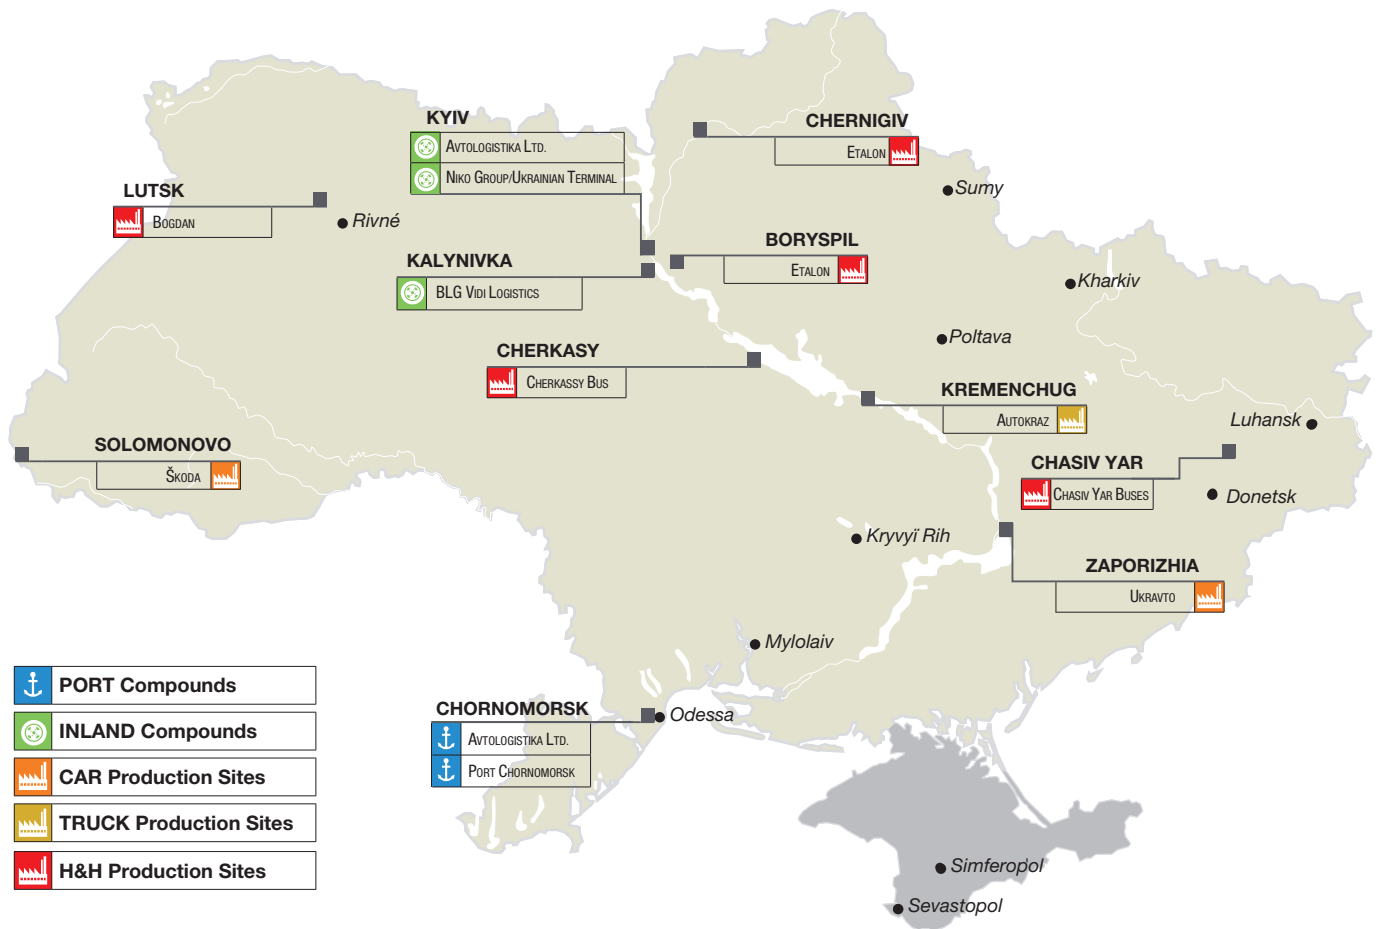 KYIV
Avtologistika Ltd.
Niko Group/Ukrainian Terminal
CHERNIGIV
Etalon
Sumy
LUTSK
Bogdan
Rivné
KALYNIVKA
BLG Vidi Logistics
BORYSPIL
Etalon
Kharkiv
Poltava
CHERKASY
Cherkassy Bus
KREMENCHUG
Autokraz
Luhansk
SOLOMONOVO
Škoda
CHASIV YAR
Chasiv Yar Buses
Donetsk
Kryvyï Rih
ZAPORIZHIA
Ukravto
Mylolaiv
CHORNOMORSK
Avtologistika Ltd.
Port Chornomorsk
Odessa
PORT Compounds
INLAND Compounds
CAR Production Sites
TRUCK Production Sites
H&H Production Sites
Simferopol
Sevastopol